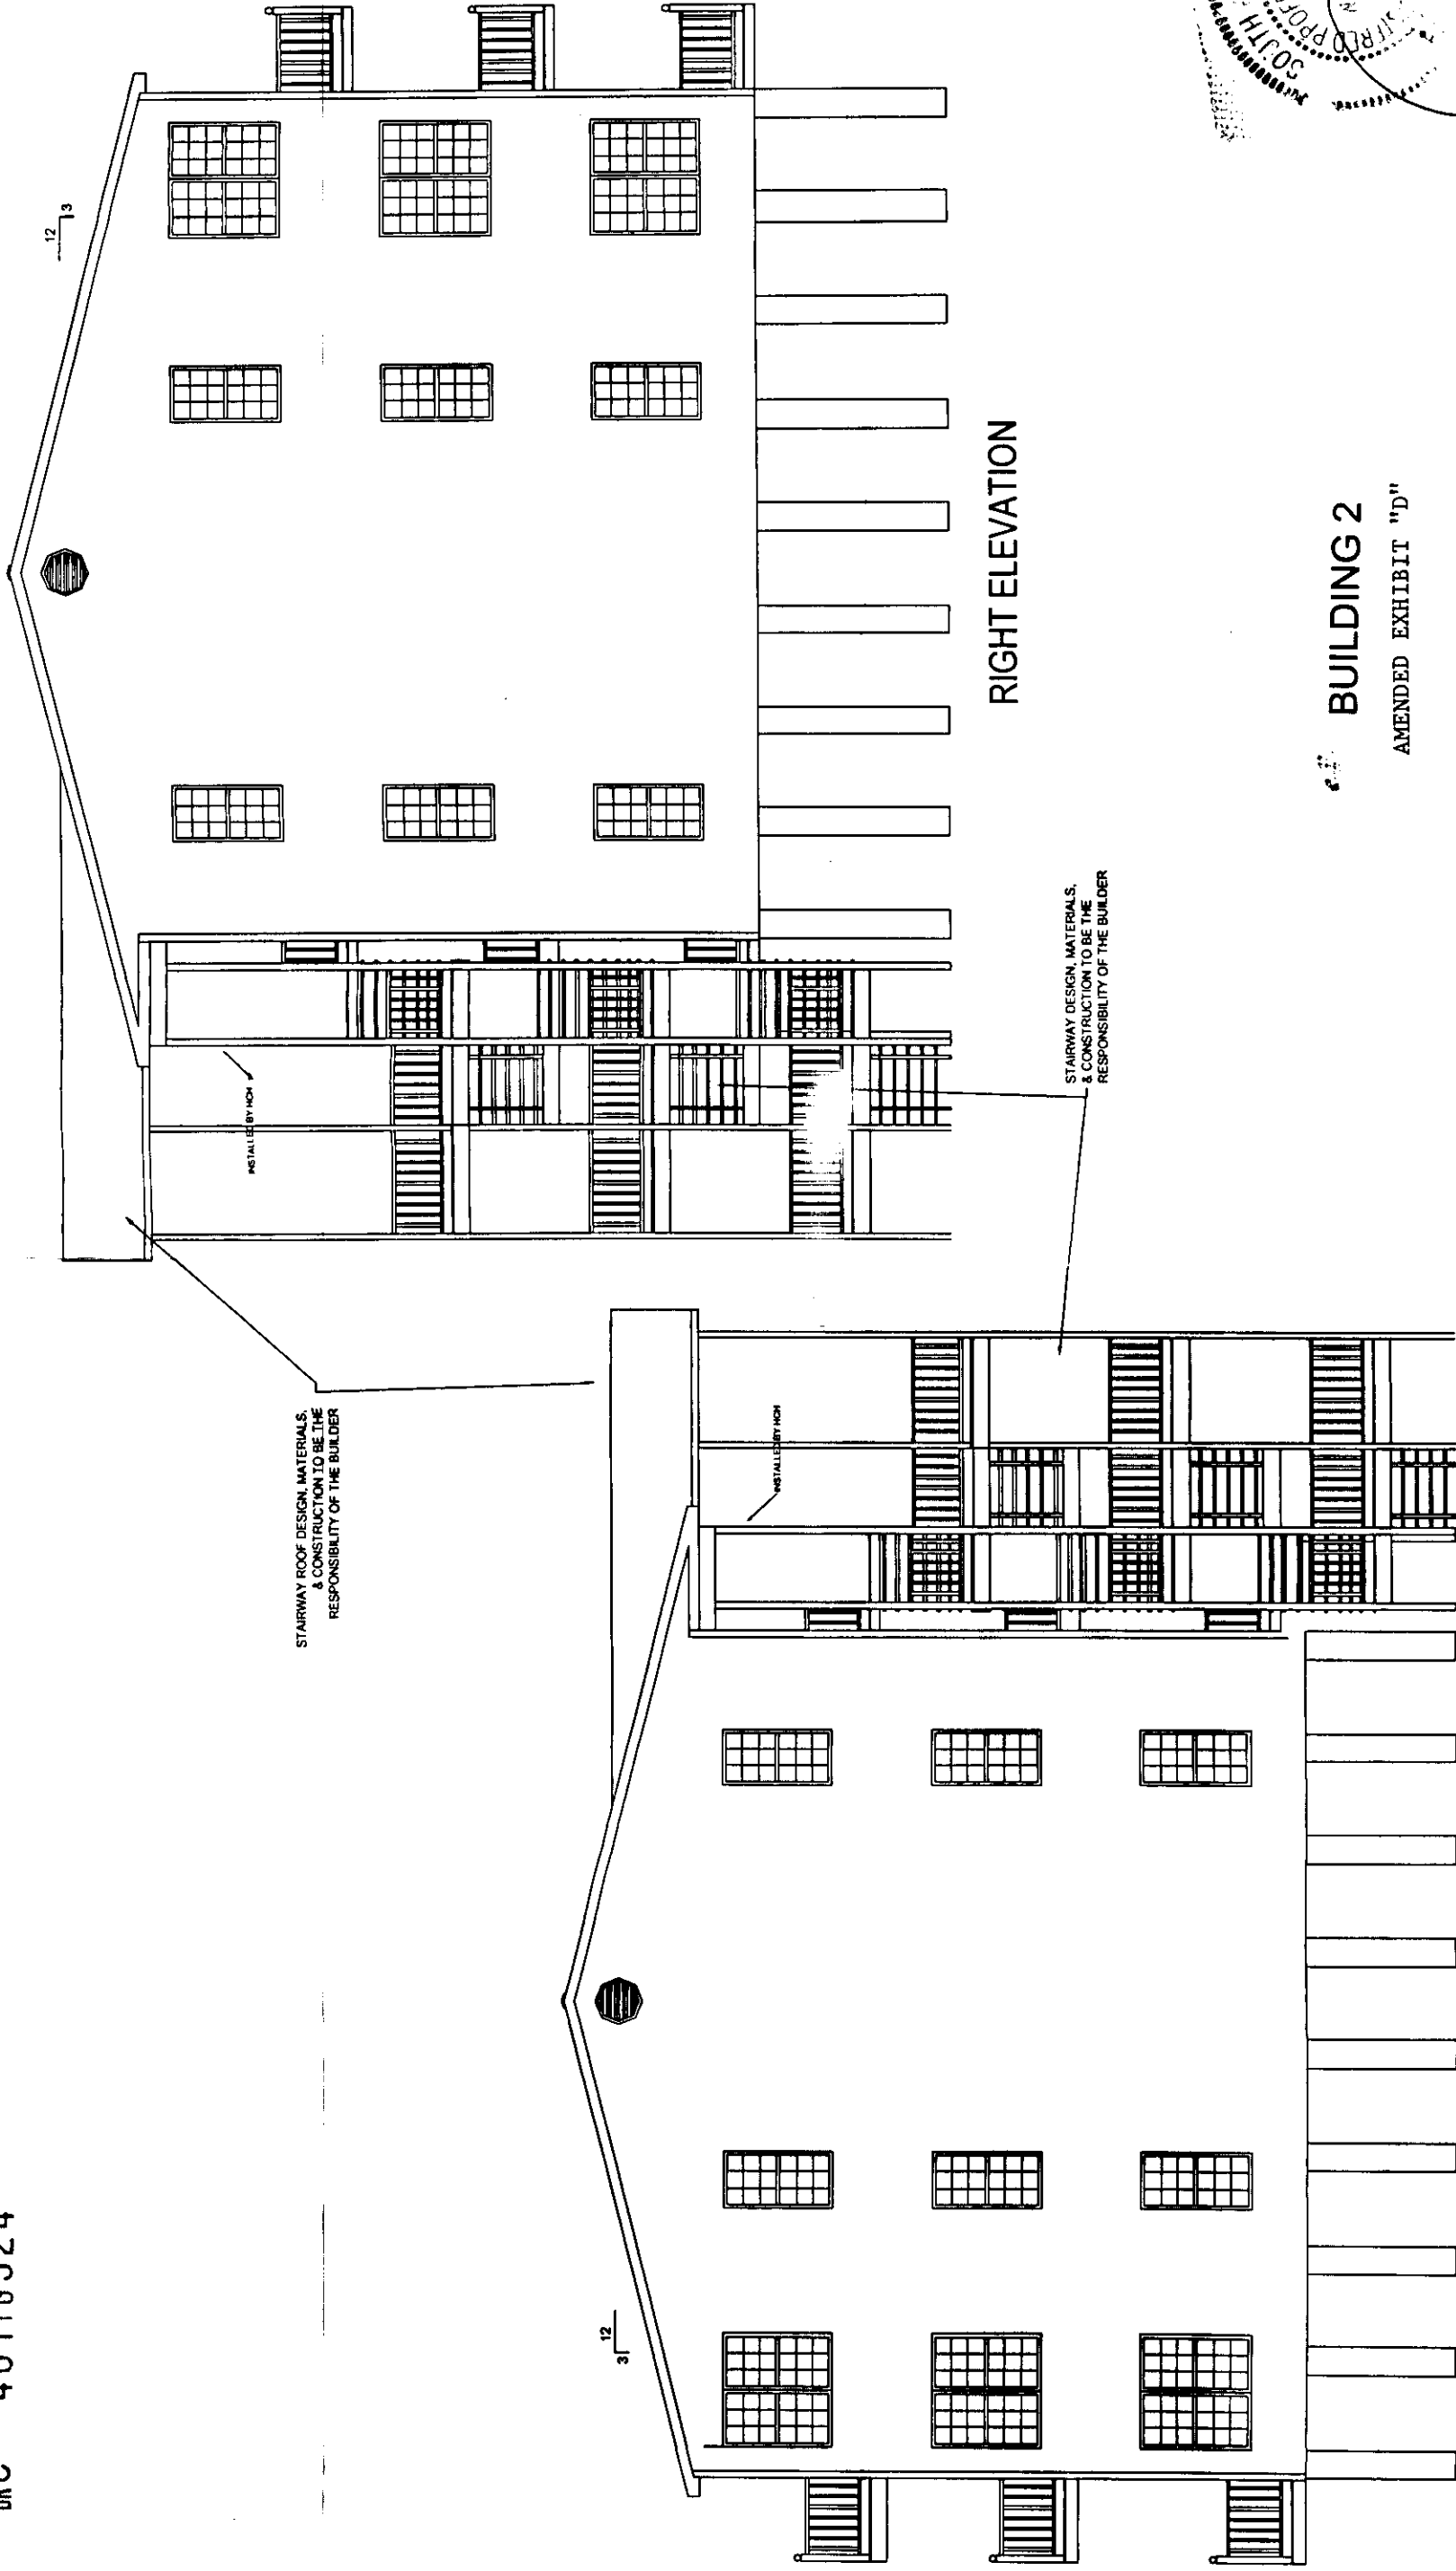 12
3
INSTALLED BY HCM
STAIRWAY ROOF DESIGN, MATERIALS,
& CONSTRUCTION TO BE THE
RESPONSIBILITY OF THE BUILDER
RIGHT ELEVATION
STAIRWAY DESIGN, MATERIALS,
& CONSTRUCTION TO BE THE
RESPONSIBILITY OF THE BUILDER
12
3
INSTALLED BY HCM
BUILDING 2
AMENDED EXHIBIT "D"
SOUTH